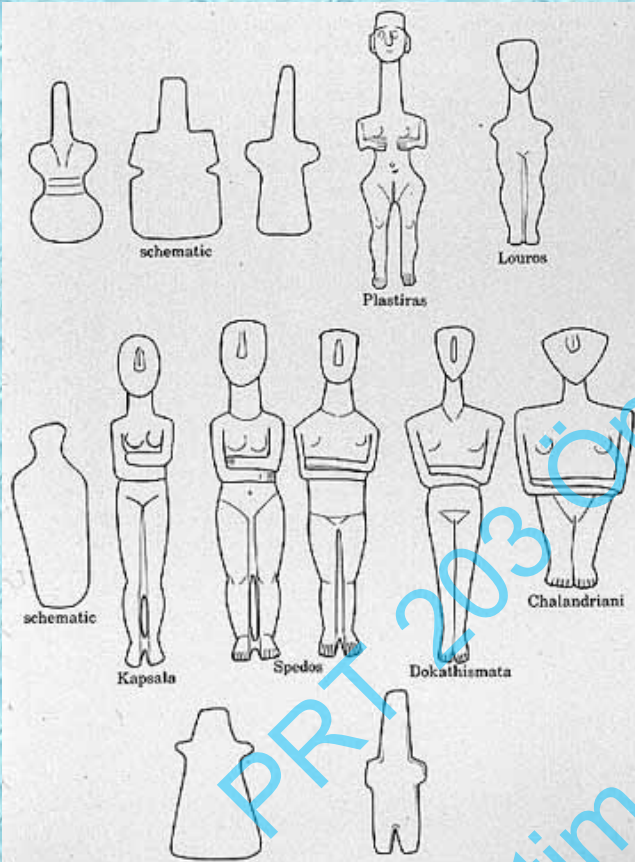 schematic
Plastiras
Louros
schematic
Kapsala
Spedos
Dokathismata
Chalandriani
PRT 203